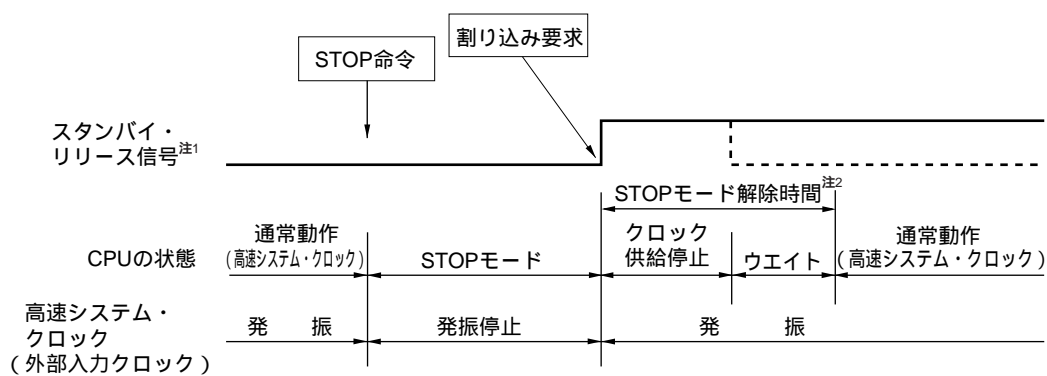 STOP命令
割り込み要求
スタンバイ・
リリース信号注1
STOPモード解除時間注2
CPUの状態
通常動作
(高速システム・クロック)
STOPモード
クロック
供給停止
ウエイト
通常動作
(高速システム・クロック)
高速システム・
クロック
(外部入力クロック)
発　振
発振停止
発　振